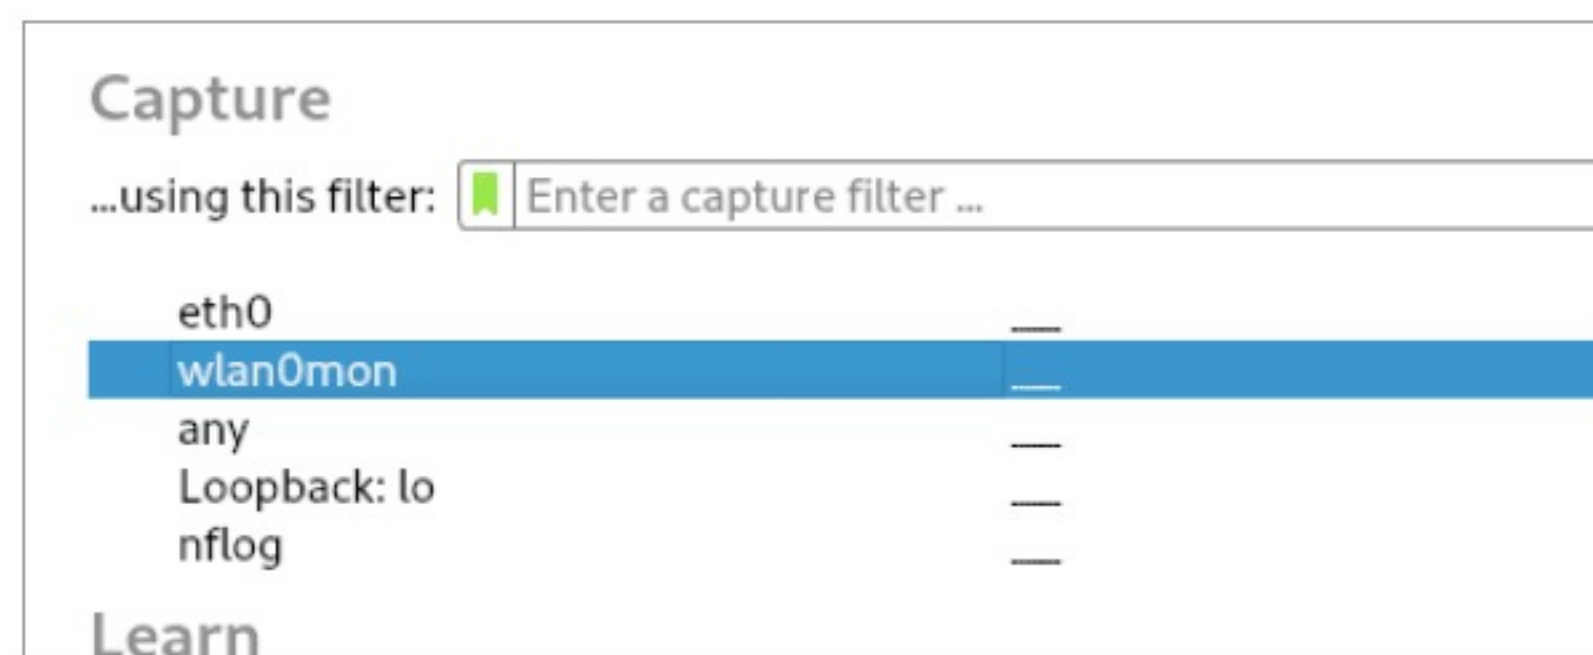 Capture
...using this filter: Enter a capture filter ...
eth0
wlan0mon
any
Loopback: lo
nflog
Learn